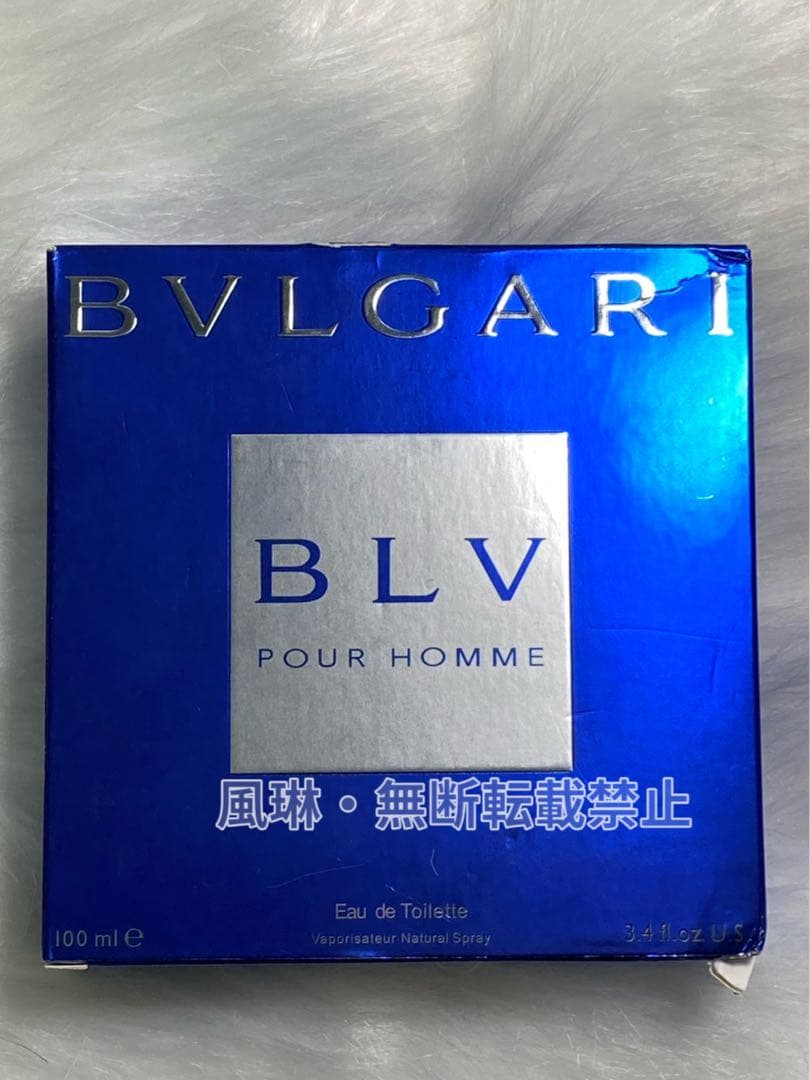 BVLGARI
BLV
POUR HOMME
風琳・無断転載禁止
Eau de Toilette
100 ml e
Vaporisateur Natural Spray
3.4 fl.oz U S